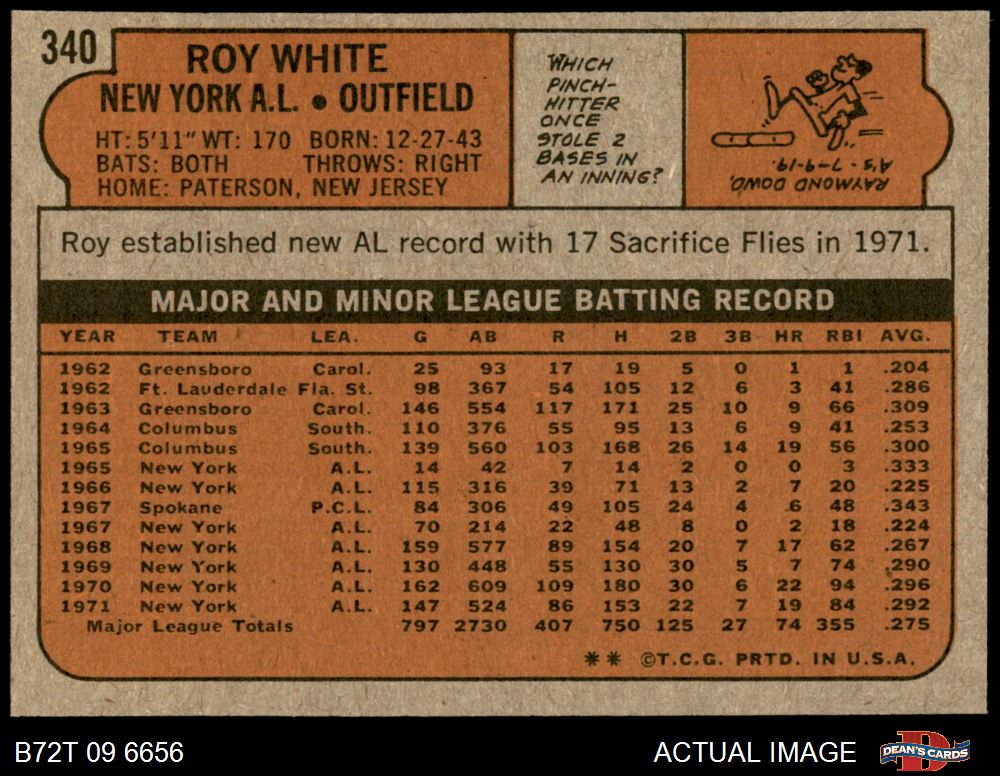 340
ROY WHITE
NEW YORK A.L. • OUTFIELD
HT: 5'11" WT: 170 BORN: 12-27-43
BATS: BOTH THROWS: RIGHT
HOME: PATERSON, NEW JERSEY
WHICH
PINCH-
HITTER
ONCE
STOLE 2
BASES IN
AN INNING?
RAYMOND DOWD,
A'S - 7-9-19.
Roy established new AL record with 17 Sacrifice Flies in 1971.
MAJOR AND MINOR LEAGUE BATTING RECORD
YEAR TEAM LEA. G AB R H 2B 3B HR RBI AVG.
1962 Greensboro Carol. 25 93 17 19 5 0 1 1 .204
1962 Ft. Lauderdale Fla. St. 98 367 54 105 12 6 3 41 .286
1963 Greensboro Carol. 146 554 117 171 25 10 9 66 .309
1964 Columbus South. 110 376 55 95 13 6 9 41 .253
1965 Columbus South. 139 560 103 168 26 14 19 56 .300
1965 New York A.L. 14 42 7 14 2 0 0 3 .333
1966 New York A.L. 115 316 39 71 13 2 7 20 .225
1967 Spokane P.C.L. 84 306 49 105 24 4 6 48 .343
1967 New York A.L. 70 214 22 48 8 0 2 18 .224
1968 New York A.L. 159 577 89 154 20 7 17 62 .267
1969 New York A.L. 130 448 55 130 30 5 7 74 .290
1970 New York A.L. 162 609 109 180 30 6 22 94 .296
1971 New York A.L. 147 524 86 153 22 7 19 84 .292
Major League Totals 797 2730 407 750 125 27 74 355 .275
** ©T.C.G. PRTD. IN U.S.A.
B72T 09 6656
ACTUAL IMAGE
D
DEAN'S CARDS